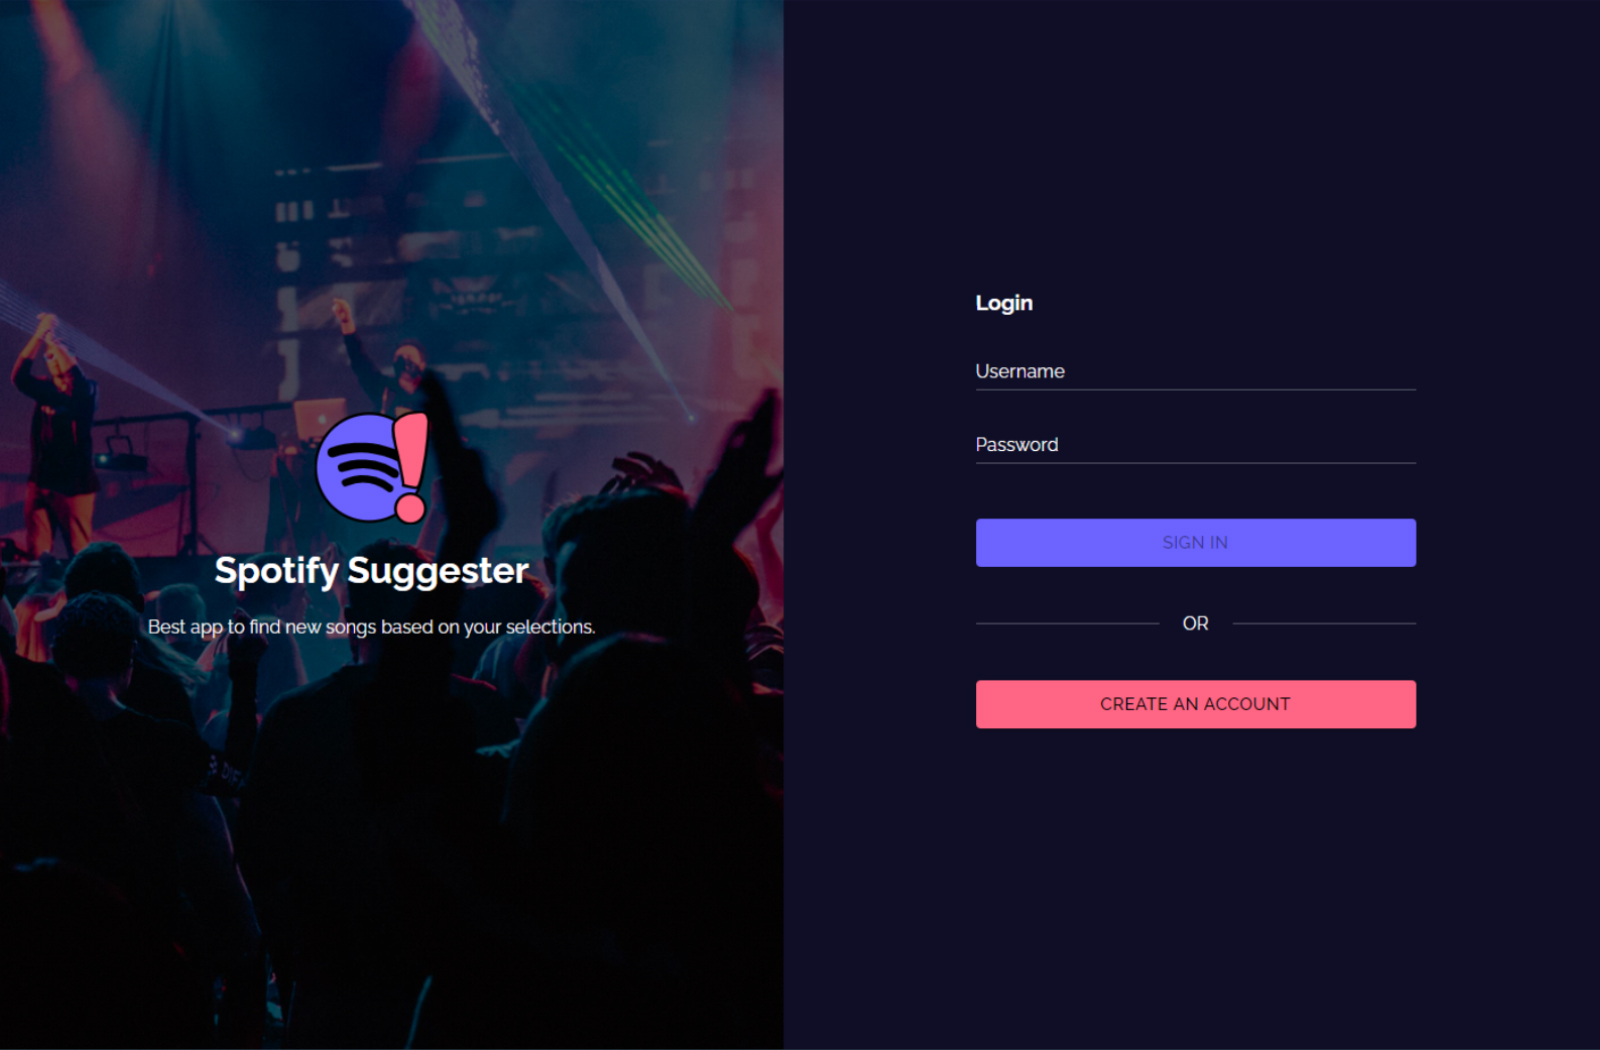 Spotify Suggester
Best app to find new songs based on your selections.
Login
Username
Password
SIGN IN
OR
CREATE AN ACCOUNT